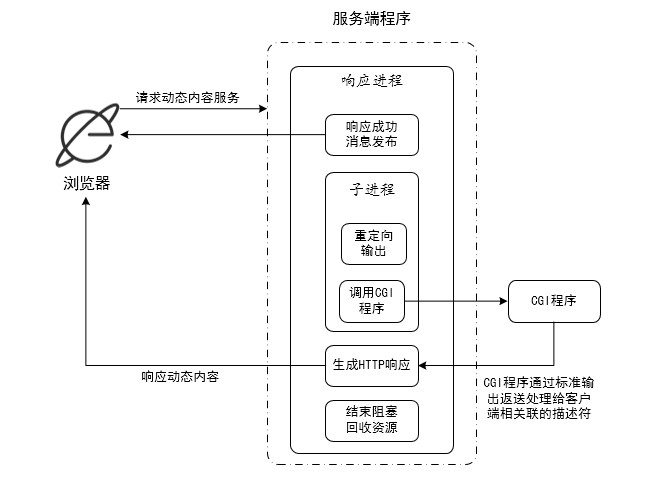 服务端程序
响应进程
请求动态内容服务
响应成功
消息发布
浏览器
子进程
重定向
输出
调用CGI
程序
CGI程序
生成HTTP响应
响应动态内容
CGI程序通过标准输
出返送处理给客户
端相关联的描述符
结束阻塞
回收资源